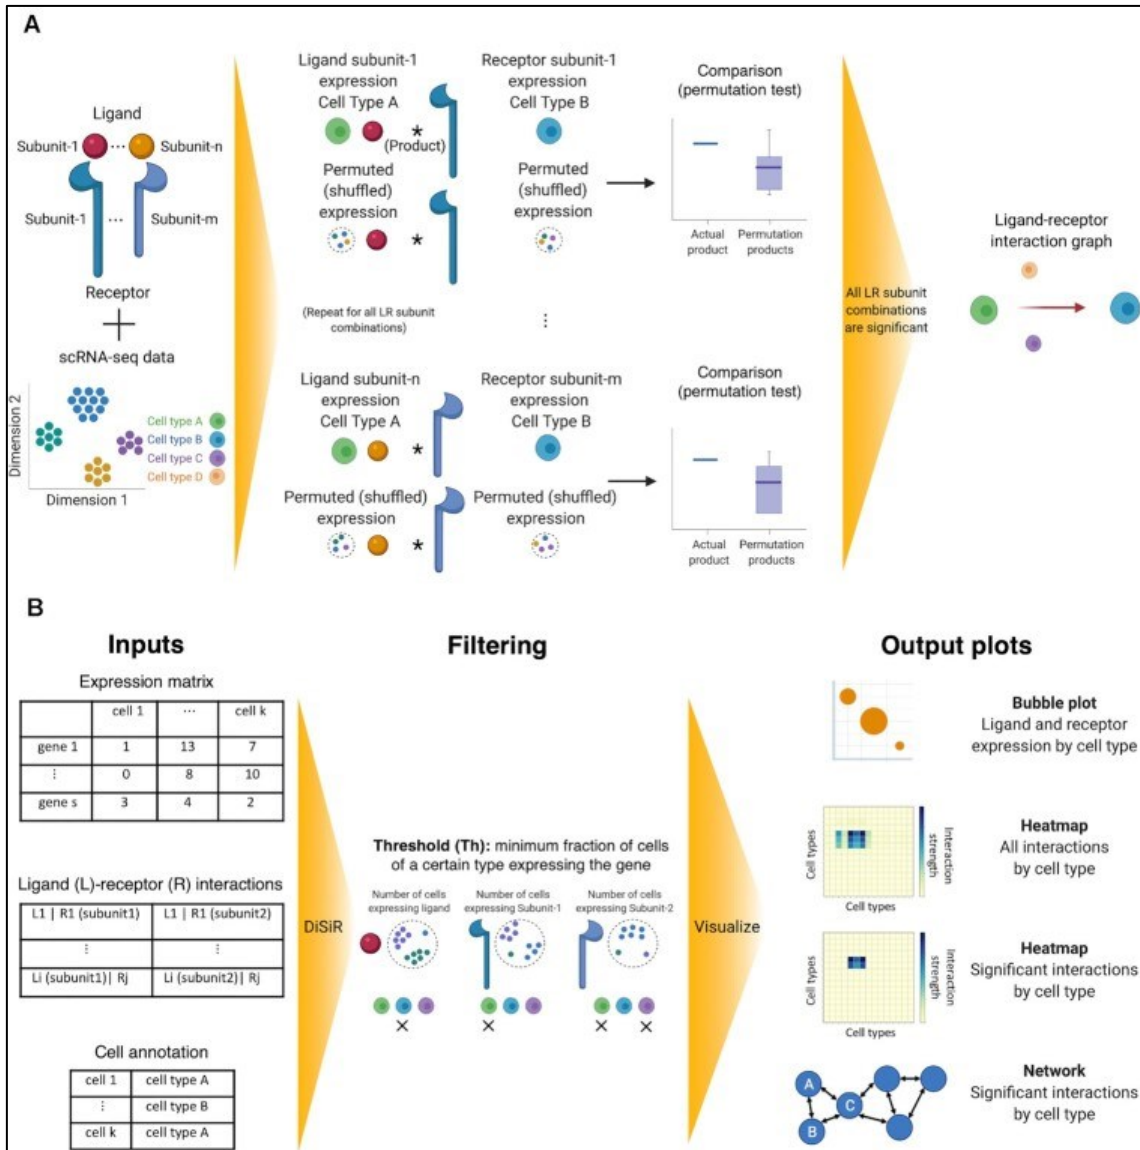 A
Ligand
Subunit-1 ... Subunit-n
Subunit-1 ... Subunit-m
Receptor
+
scRNA-seq data
Dimension 2
Cell type A
Cell type B
Cell type C
Cell type D
Dimension 1
Ligand subunit-1
expression
Cell Type A
*
(Product)
Receptor subunit-1
expression
Cell Type B
Permuted
(shuffled)
expression
*
Permuted
(shuffled)
expression
Comparison
(permutation test)
Actual
product
Permutation
products
(Repeat for all LR subunit
combinations)
⋮
Ligand subunit-n
expression
Cell Type A
*
Receptor subunit-m
expression
Cell Type B
Permuted (shuffled)
expression
*
Permuted (shuffled)
expression
Comparison
(permutation test)
Actual
product
Permutation
products
All LR subunit
combinations
are significant
Ligand-receptor
interaction graph
B
Inputs
Expression matrix
cell 1 ... cell k
gene 1 1 13 7
⋮ 0 8 10
gene s 3 4 2
Ligand (L)-receptor (R) interactions
L1 | R1 (subunit1) L1 | R1 (subunit2)
⋮ ⋮
Li (subunit1)| Rj Li (subunit2)| Rj
Cell annotation
cell 1 cell type A
⋮ cell type B
cell k cell type A
DiSiR
Filtering
Threshold (Th): minimum fraction of cells
of a certain type expressing the gene
Number of cells
expressing ligand
Number of cells
expressing Subunit-1
Number of cells
expressing Subunit-2
Visualize
Output plots
Bubble plot
Ligand and receptor
expression by cell type
Cell types
Cell types
Interaction
strength
Heatmap
All interactions
by cell type
Cell types
Cell types
Interaction
strength
Heatmap
Significant interactions
by cell type
A
B
C
Network
Significant interactions
by cell type